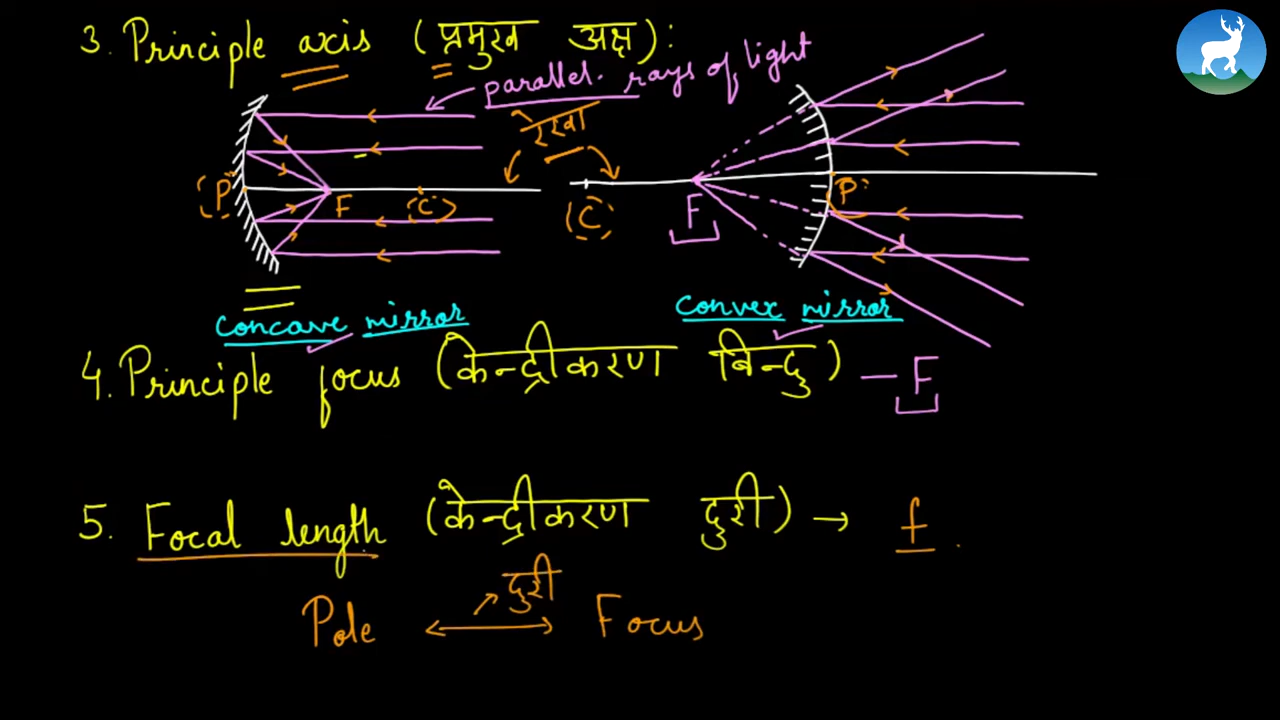 3. Principle axis (प्रमुख अक्ष):
parallel rays of light
रेखा
(P)
F
(C)
(C)
F
P
concave mirror
convex mirror
4. Principle focus (केन्द्रीकरण बिन्दु) — F
5. Focal length (केन्द्रीकरण दुरी) → f.
दुरी
Pole ↔ Focus